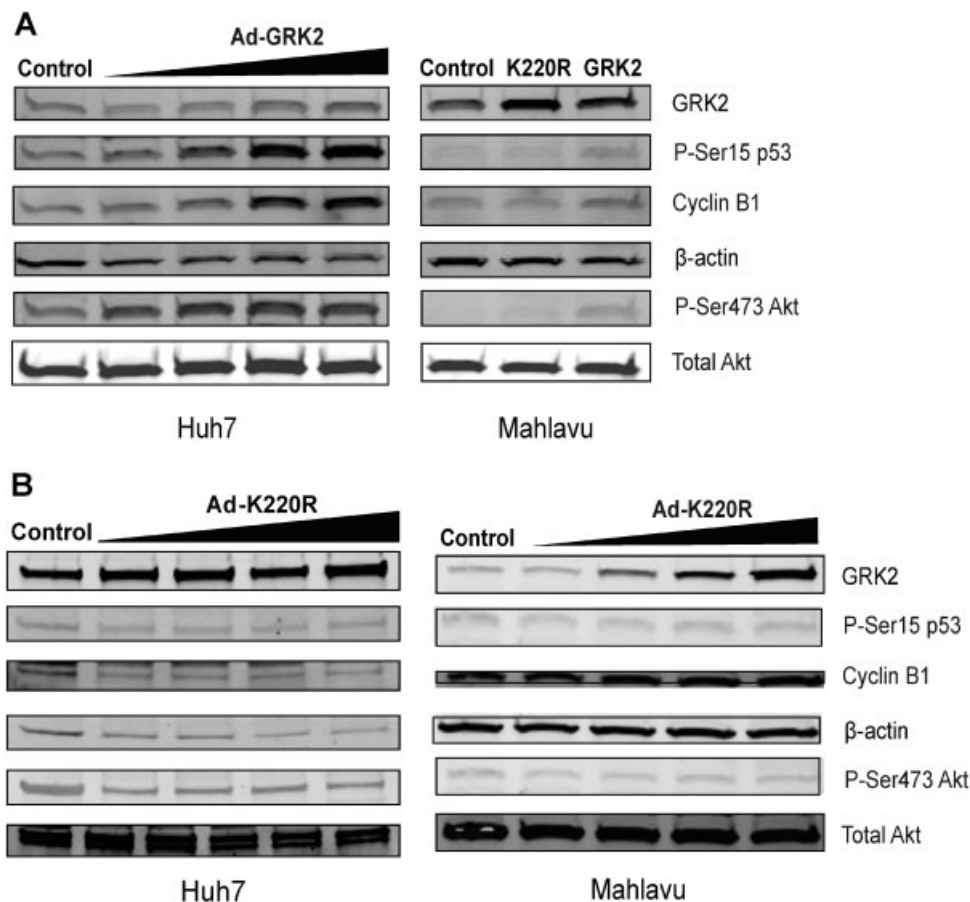 A
Ad-GRK2
Control
Control K220R GRK2
GRK2
P-Ser15 p53
Cyclin B1
β-actin
P-Ser473 Akt
Total Akt
Huh7
Mahlavu
B
Ad-K220R
Control
Ad-K220R
Control
GRK2
P-Ser15 p53
Cyclin B1
β-actin
P-Ser473 Akt
Total Akt
Huh7
Mahlavu